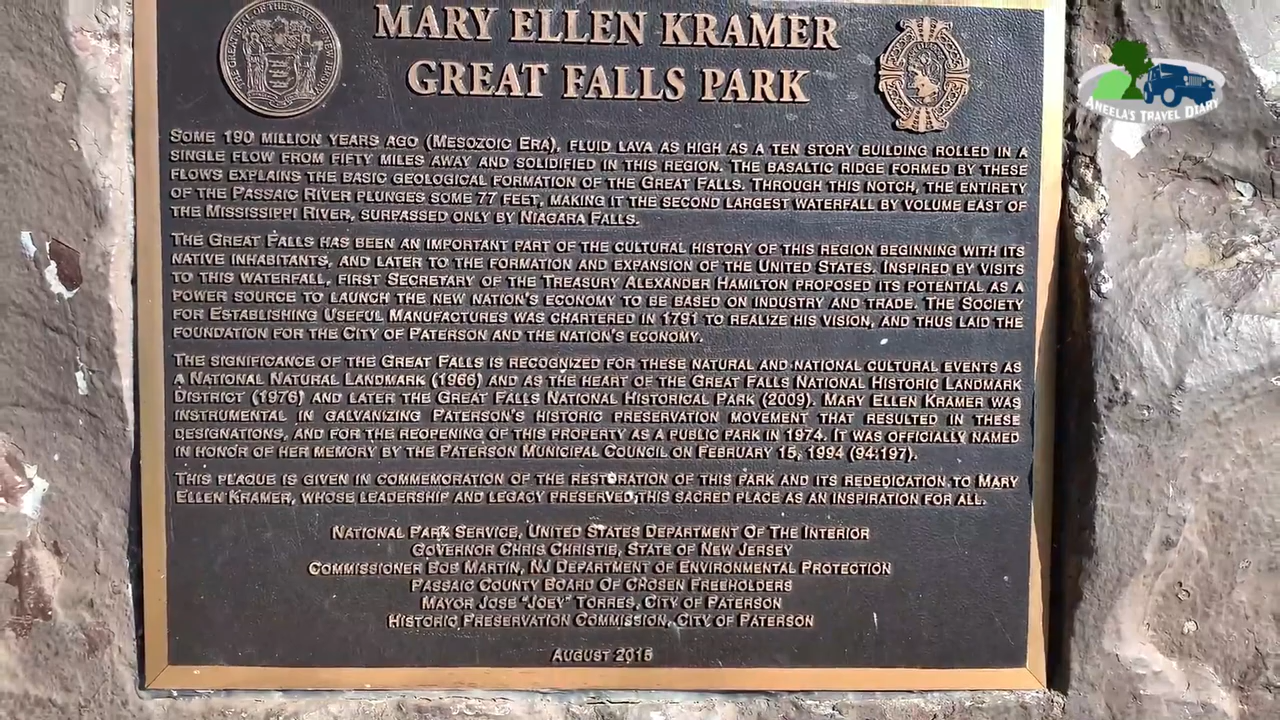 MARY ELLEN KRAMER
GREAT FALLS PARK
THE GREAT SEAL OF THE STATE OF NEW JERSEY
ANEELA'S TRAVEL DIARY
SOME 190 MILLION YEARS AGO (MESOZOIC ERA), FLUID LAVA AS HIGH AS A TEN STORY BUILDING ROLLED IN A
SINGLE FLOW FROM FIFTY MILES AWAY AND SOLIDIFIED IN THIS REGION. THE BASALTIC RIDGE FORMED BY THESE
FLOWS EXPLAINS THE BASIC GEOLOGICAL FORMATION OF THE GREAT FALLS. THROUGH THIS NOTCH, THE ENTIRETY
OF THE PASSAIC RIVER PLUNGES SOME 77 FEET, MAKING IT THE SECOND LARGEST WATERFALL BY VOLUME EAST OF
THE MISSISSIPPI RIVER, SURPASSED ONLY BY NIAGARA FALLS.
THE GREAT FALLS HAS BEEN AN IMPORTANT PART OF THE CULTURAL HISTORY OF THIS REGION BEGINNING WITH ITS
NATIVE INHABITANTS, AND LATER TO THE FORMATION AND EXPANSION OF THE UNITED STATES. INSPIRED BY VISITS
TO THIS WATERFALL, FIRST SECRETARY OF THE TREASURY ALEXANDER HAMILTON PROPOSED ITS POTENTIAL AS A
POWER SOURCE TO LAUNCH THE NEW NATION'S ECONOMY TO BE BASED ON INDUSTRY AND TRADE. THE SOCIETY
FOR ESTABLISHING USEFUL MANUFACTURES WAS CHARTERED IN 1791 TO REALIZE HIS VISION, AND THUS LAID THE
FOUNDATION FOR THE CITY OF PATERSON AND THE NATION'S ECONOMY.
THE SIGNIFICANCE OF THE GREAT FALLS IS RECOGNIZED FOR THESE NATURAL AND NATIONAL CULTURAL EVENTS AS
A NATIONAL NATURAL LANDMARK (1966) AND AS THE HEART OF THE GREAT FALLS NATIONAL HISTORIC LANDMARK
DISTRICT (1976) AND LATER THE GREAT FALLS NATIONAL HISTORICAL PARK (2009). MARY ELLEN KRAMER WAS
INSTRUMENTAL IN GALVANIZING PATERSON'S HISTORIC PRESERVATION MOVEMENT THAT RESULTED IN THESE
DESIGNATIONS, AND FOR THE REOPENING OF THIS PROPERTY AS A PUBLIC PARK IN 1974. IT WAS OFFICIALLY NAMED
IN HONOR OF HER MEMORY BY THE PATERSON MUNICIPAL COUNCIL ON FEBRUARY 15, 1994 (94:197).
THIS PLAQUE IS GIVEN IN COMMEMORATION OF THE RESTORATION OF THIS PARK AND ITS REDEDICATION TO MARY
ELLEN KRAMER, WHOSE LEADERSHIP AND LEGACY PRESERVED THIS SACRED PLACE AS AN INSPIRATION FOR ALL.
NATIONAL PARK SERVICE, UNITED STATES DEPARTMENT OF THE INTERIOR
GOVERNOR CHRIS CHRISTIE, STATE OF NEW JERSEY
COMMISSIONER BOB MARTIN, NJ DEPARTMENT OF ENVIRONMENTAL PROTECTION
PASSAIC COUNTY BOARD OF CHOSEN FREEHOLDERS
MAYOR JOSE "JOEY" TORRES, CITY OF PATERSON
HISTORIC PRESERVATION COMMISSION, CITY OF PATERSON
AUGUST 2015